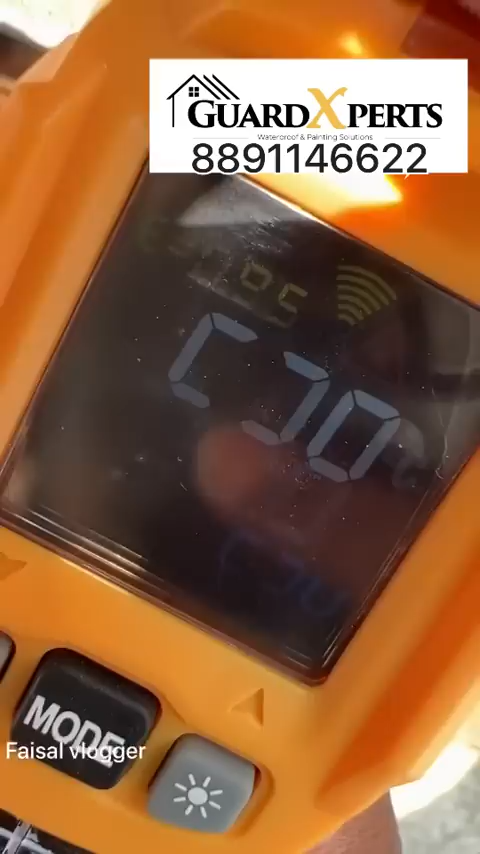 GUARDXPERTS
Waterproof & Painting Solutions
8891146622
MODE
Faisal vlogger